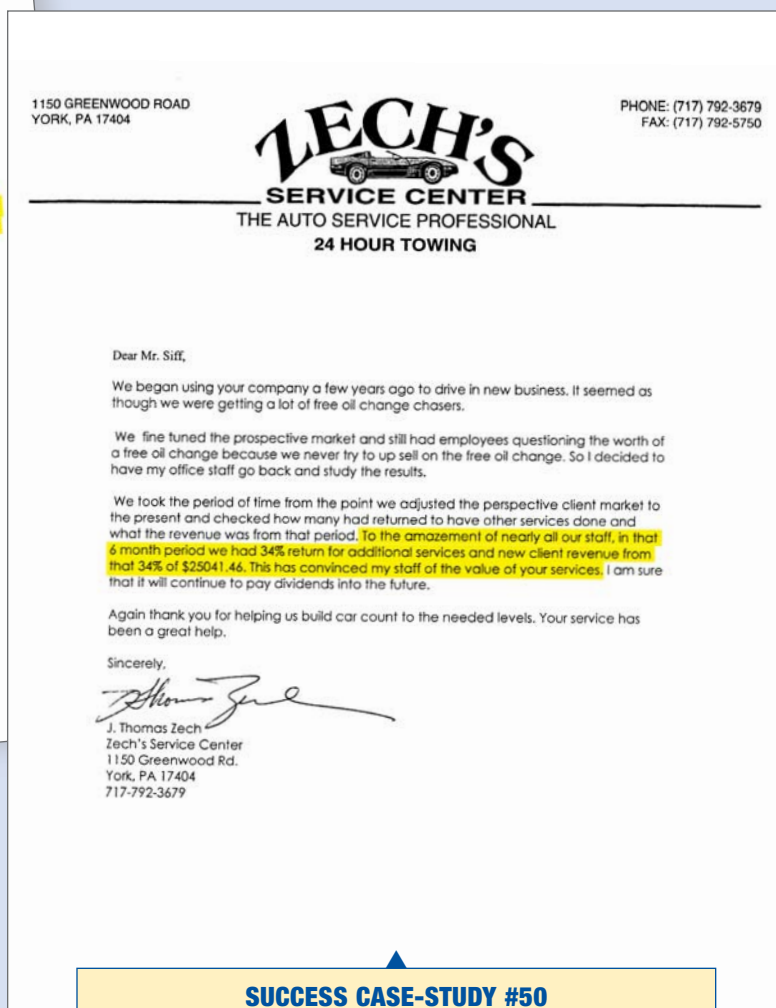 1150 GREENWOOD ROAD
YORK, PA 17404
PHONE: (717) 792-3679
FAX: (717) 792-5750
ZECH'S
SERVICE CENTER
THE AUTO SERVICE PROFESSIONAL
24 HOUR TOWING
Dear Mr. Siff,
We began using your company a few years ago to drive in new business. It seemed as
though we were getting a lot of free oil change chasers.
We fine tuned the prospective market and still had employees questioning the worth of
a free oil change because we never try to up sell on the free oil change. So I decided to
have my office staff go back and study the results.
We took the period of time from the point we adjusted the perspective client market to
the present and checked how many had returned to have other services done and
what the revenue was from that period. To the amazement of nearly all our staff, in that
6 month period we had 34% return for additional services and new client revenue from
that 34% of $25041.46. This has convinced my staff of the value of your services. I am sure
that it will continue to pay dividends into the future.
Again thank you for helping us build car count to the needed levels. Your service has
been a great help.
Sincerely,
J. Thomas Zech
Zech's Service Center
1150 Greenwood Rd.
York, PA 17404
717-792-3679
SUCCESS CASE-STUDY #50